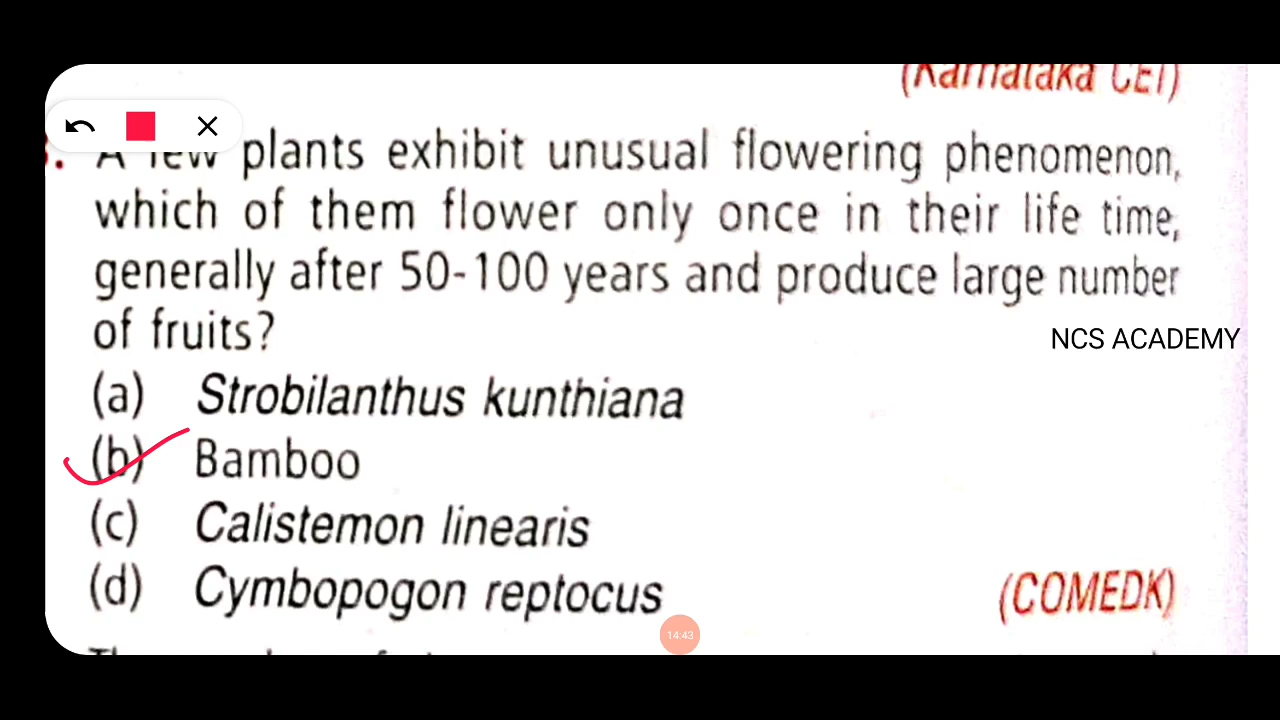 (Karnataka CET)
A few plants exhibit unusual flowering phenomenon,
which of them flower only once in their life time,
generally after 50-100 years and produce large number
of fruits?
NCS ACADEMY
(a) Strobilanthus kunthiana
(b) Bamboo
(c) Calistemon linearis
(d) Cymbopogon reptocus
(COMEDK)
14:43